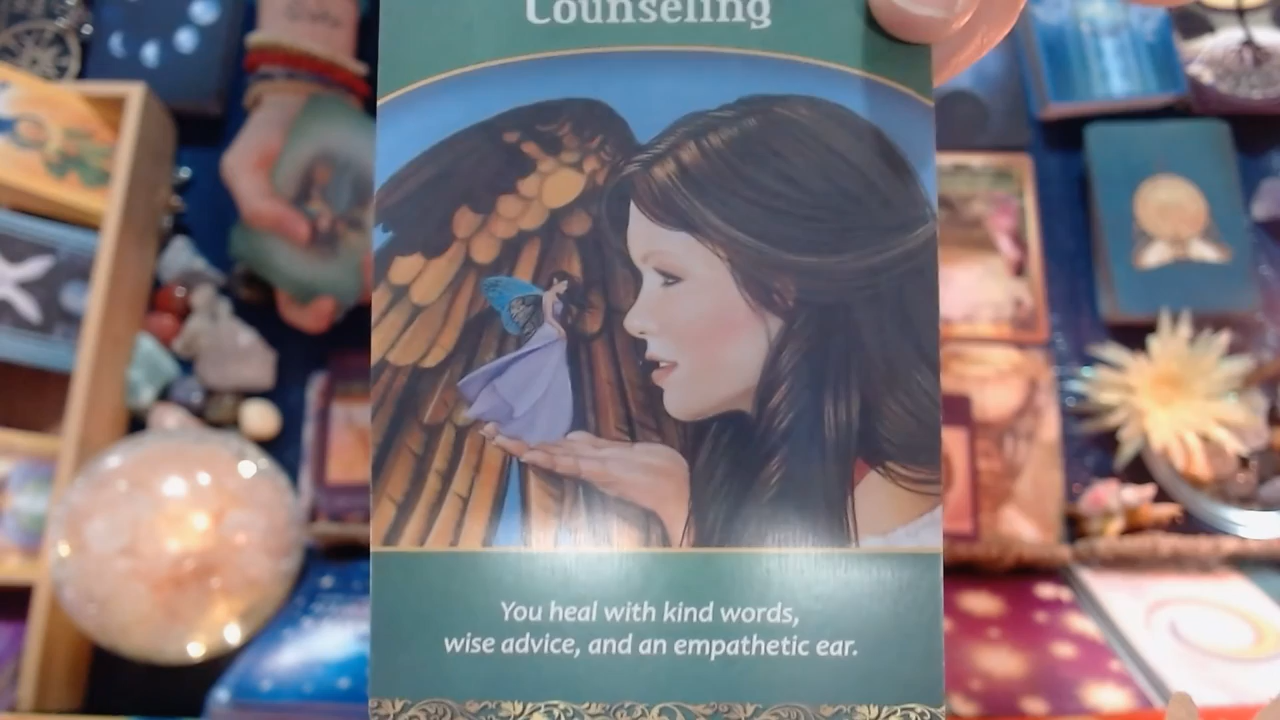 Counseling
You heal with kind words,
wise advice, and an empathetic ear.